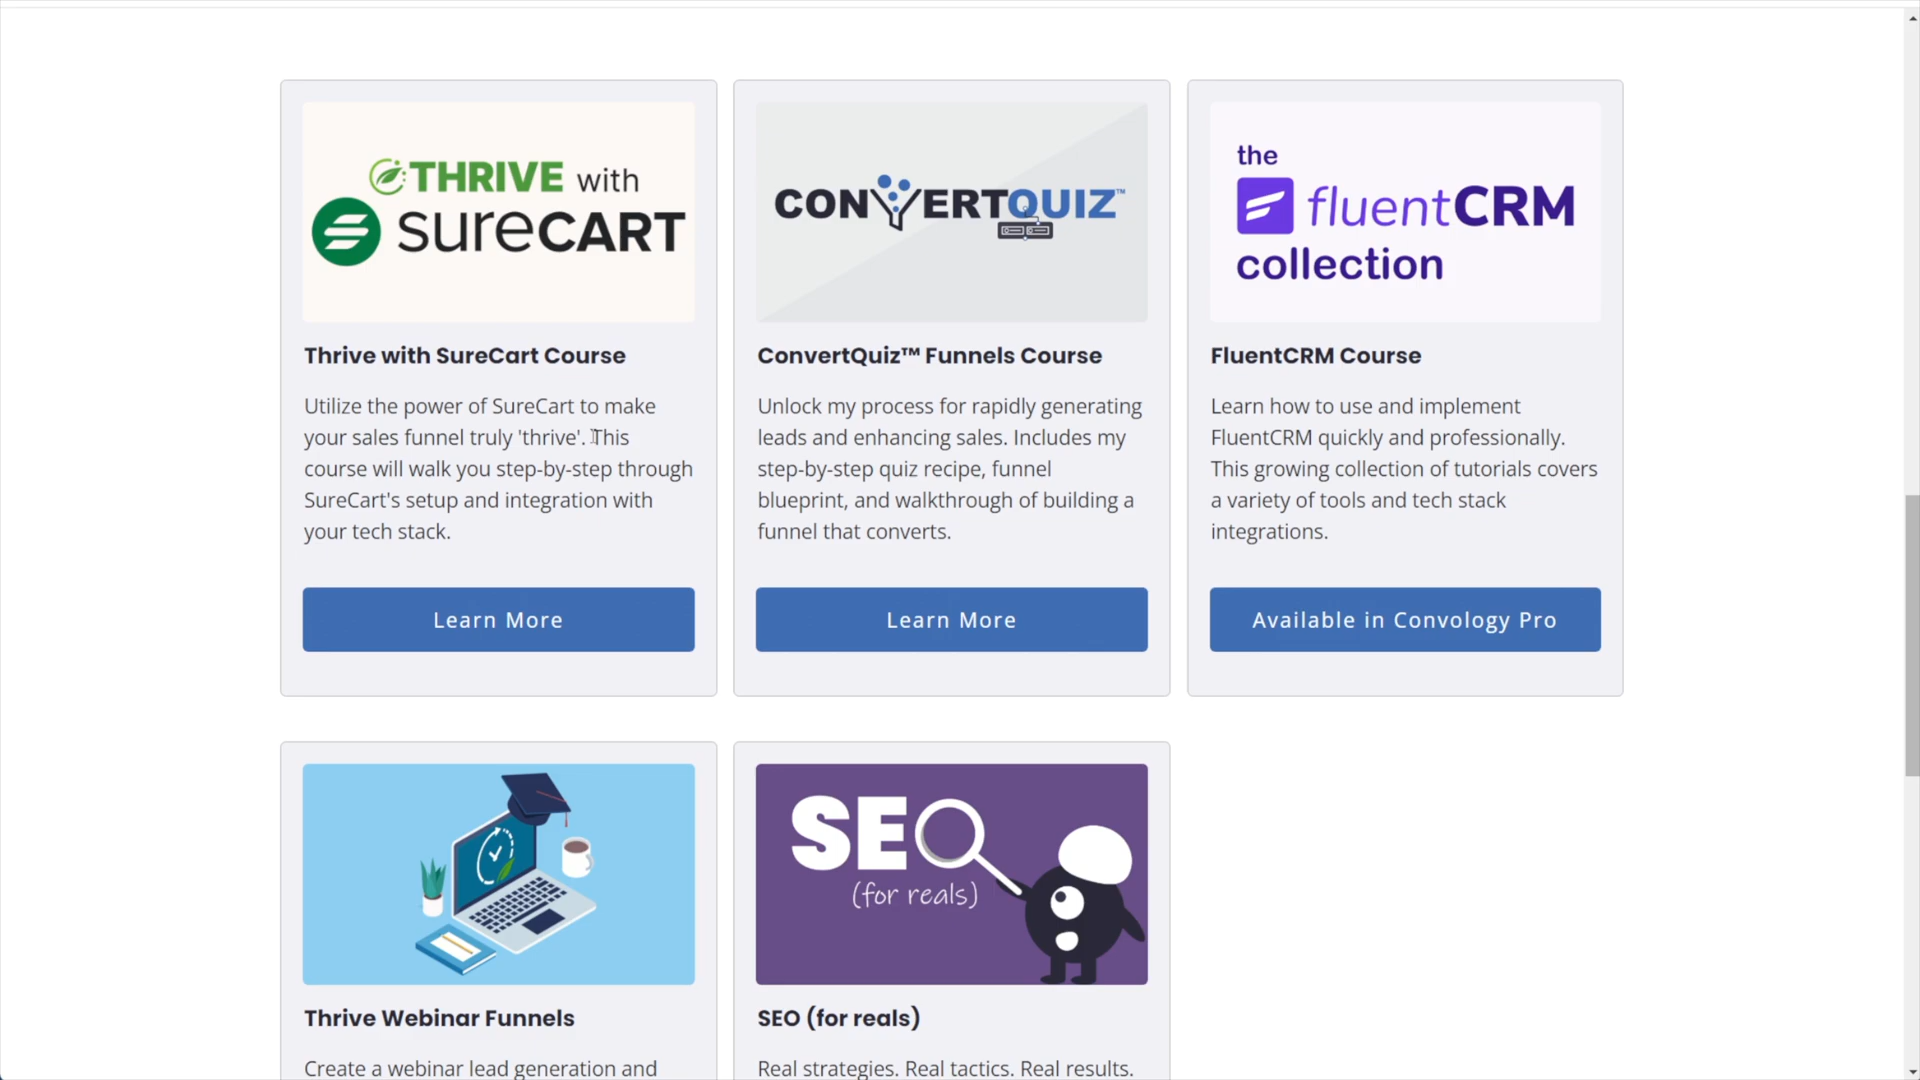 THRIVE with
sureCART
Thrive with SureCart Course
Utilize the power of SureCart to make
your sales funnel truly 'thrive'. This
course will walk you step-by-step through
SureCart's setup and integration with
your tech stack.
Learn More
CONVERTQUIZ™
ConvertQuiz™ Funnels Course
Unlock my process for rapidly generating
leads and enhancing sales. Includes my
step-by-step quiz recipe, funnel
blueprint, and walkthrough of building a
funnel that converts.
Learn More
the
fluentCRM
collection
FluentCRM Course
Learn how to use and implement
FluentCRM quickly and professionally.
This growing collection of tutorials covers
a variety of tools and tech stack
integrations.
Available in Convology Pro
Thrive Webinar Funnels
Create a webinar lead generation and
SEO
(for reals)
SEO (for reals)
Real strategies. Real tactics. Real results.